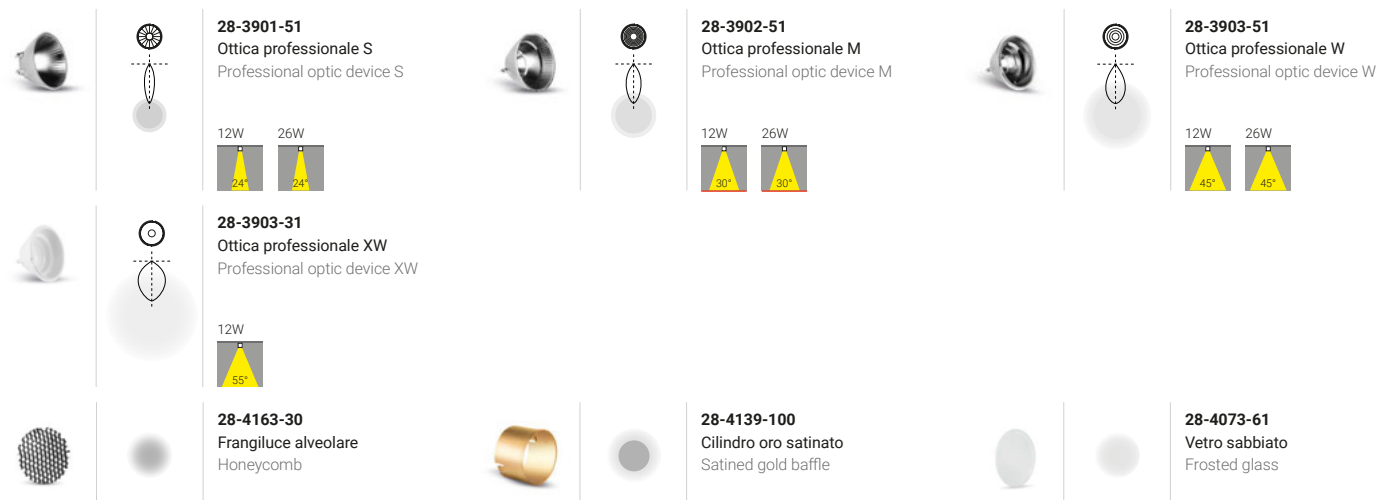 28-3901-51
Ottica professionale S
Professional optic device S
12W 26W
24° 24°
28-3902-51
Ottica professionale M
Professional optic device M
12W 26W
30° 30°
28-3903-51
Ottica professionale W
Professional optic device W
12W 26W
45° 45°
28-3903-31
Ottica professionale XW
Professional optic device XW
12W
55°
28-4163-30
Frangiluce alveolare
Honeycomb
28-4139-100
Cilindro oro satinato
Satined gold baffle
28-4073-61
Vetro sabbiato
Frosted glass